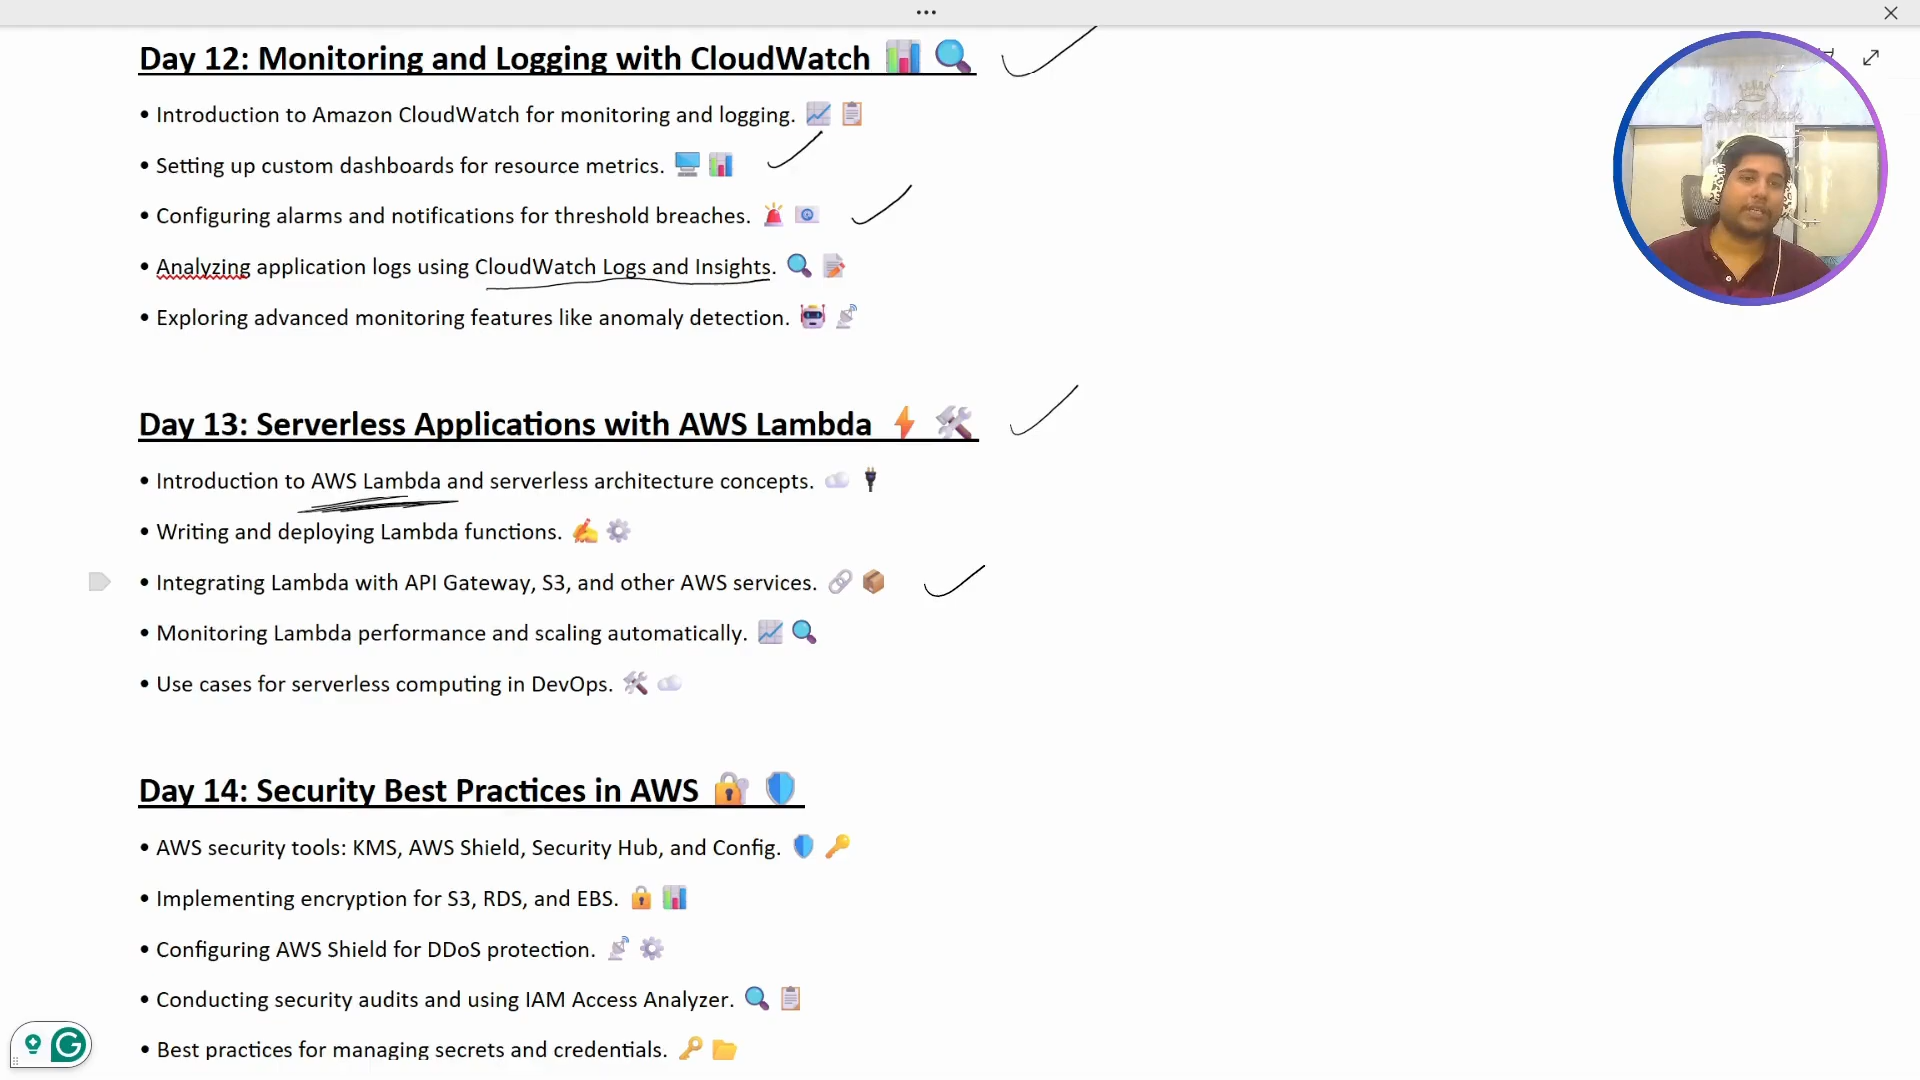 Day 12: Monitoring and Logging with CloudWatch 📊 🔍
• Introduction to Amazon CloudWatch for monitoring and logging. 📈 📋
• Setting up custom dashboards for resource metrics. 🖥️ 📊
• Configuring alarms and notifications for threshold breaches. 🚨 📧
• Analyzing application logs using CloudWatch Logs and Insights. 🔍 📝
• Exploring advanced monitoring features like anomaly detection. 🤖 📡
Day 13: Serverless Applications with AWS Lambda ⚡ 🛠️
• Introduction to AWS Lambda and serverless architecture concepts. ☁️ 🔌
• Writing and deploying Lambda functions. ✍️ ⚙️
• Integrating Lambda with API Gateway, S3, and other AWS services. 🔗 📦
• Monitoring Lambda performance and scaling automatically. 📈 🔍
• Use cases for serverless computing in DevOps. 🛠️ ☁️
Day 14: Security Best Practices in AWS 🔐 🛡️
• AWS security tools: KMS, AWS Shield, Security Hub, and Config. 🛡️ 🔑
• Implementing encryption for S3, RDS, and EBS. 🔒 📊
• Configuring AWS Shield for DDoS protection. 📡 ⚙️
• Conducting security audits and using IAM Access Analyzer. 🔍 📋
• Best practices for managing secrets and credentials. 🔑 📁